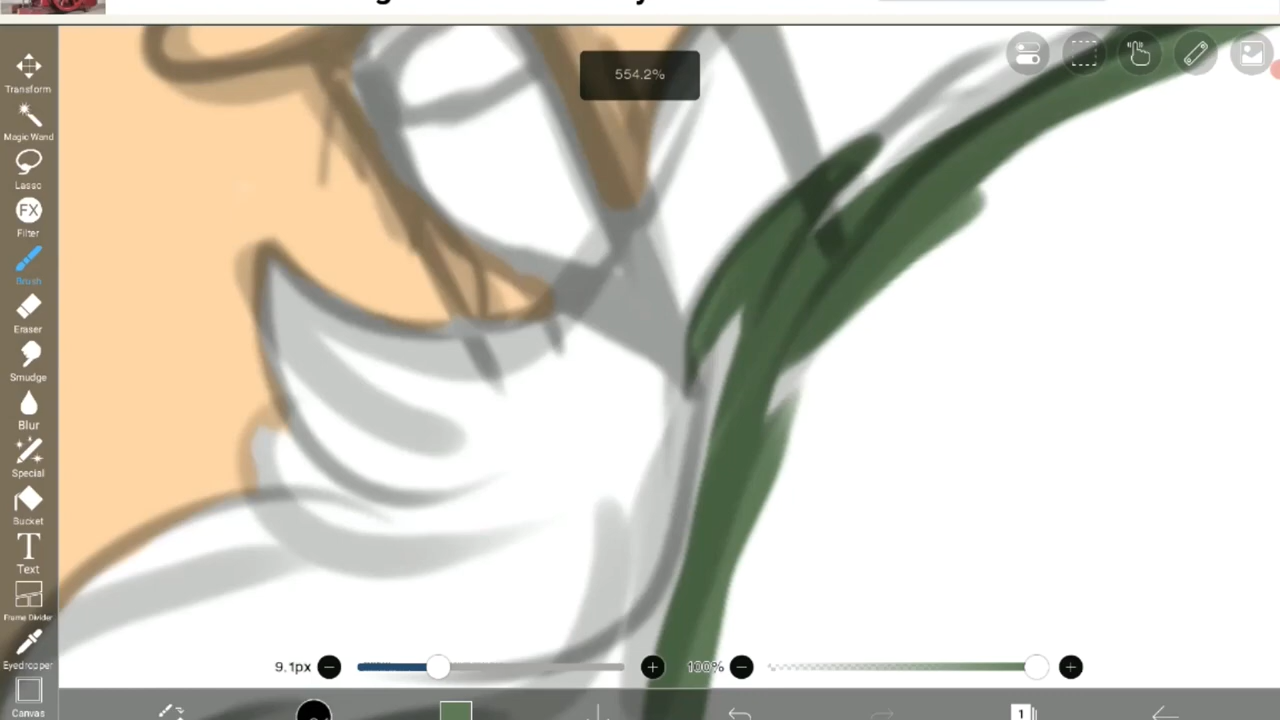 554.2%
Transform
Magic Wand
Lasso
FX
Filter
Brush
Eraser
Smudge
Blur
Special
Bucket
T
Text
Frame Divider
Eyedropper
Canvas
9.1px
100%
1